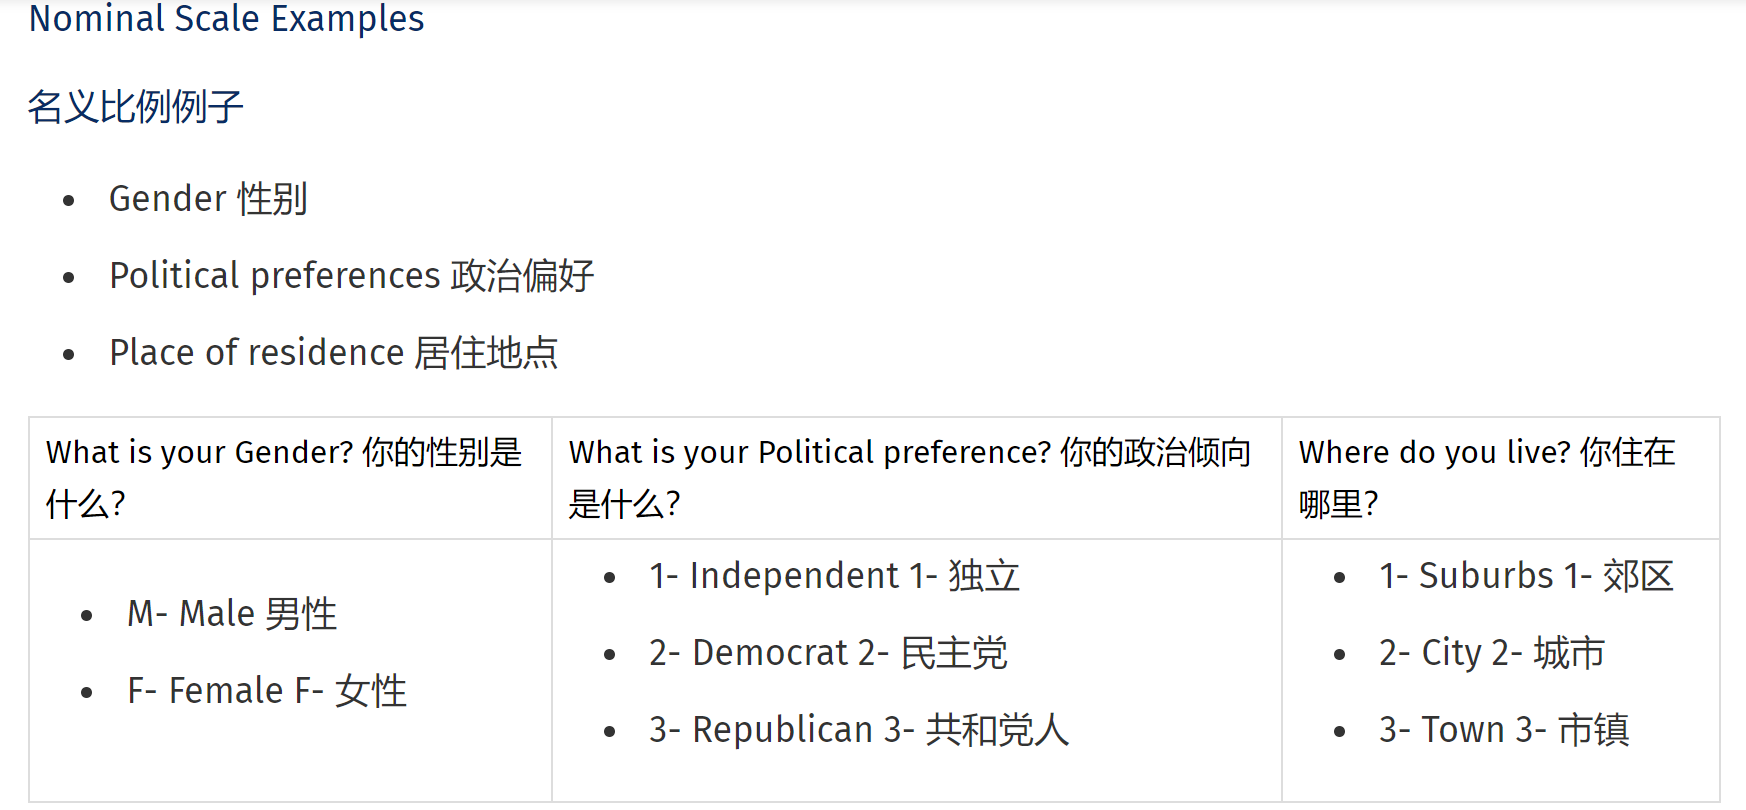 Nominal Scale Examples
名义比例例子
Gender 性别
Political preferences 政治偏好
Place of residence 居住地点
What is your Gender? 你的性别是
什么？
What is your Political preference? 你的政治倾向
是什么？
Where do you live? 你住在
哪里？
M- Male 男性
F- Female F- 女性
1- Independent 1- 独立
2- Democrat 2- 民主党
3- Republican 3- 共和党人
1- Suburbs 1- 郊区
2- City 2- 城市
3- Town 3- 市镇